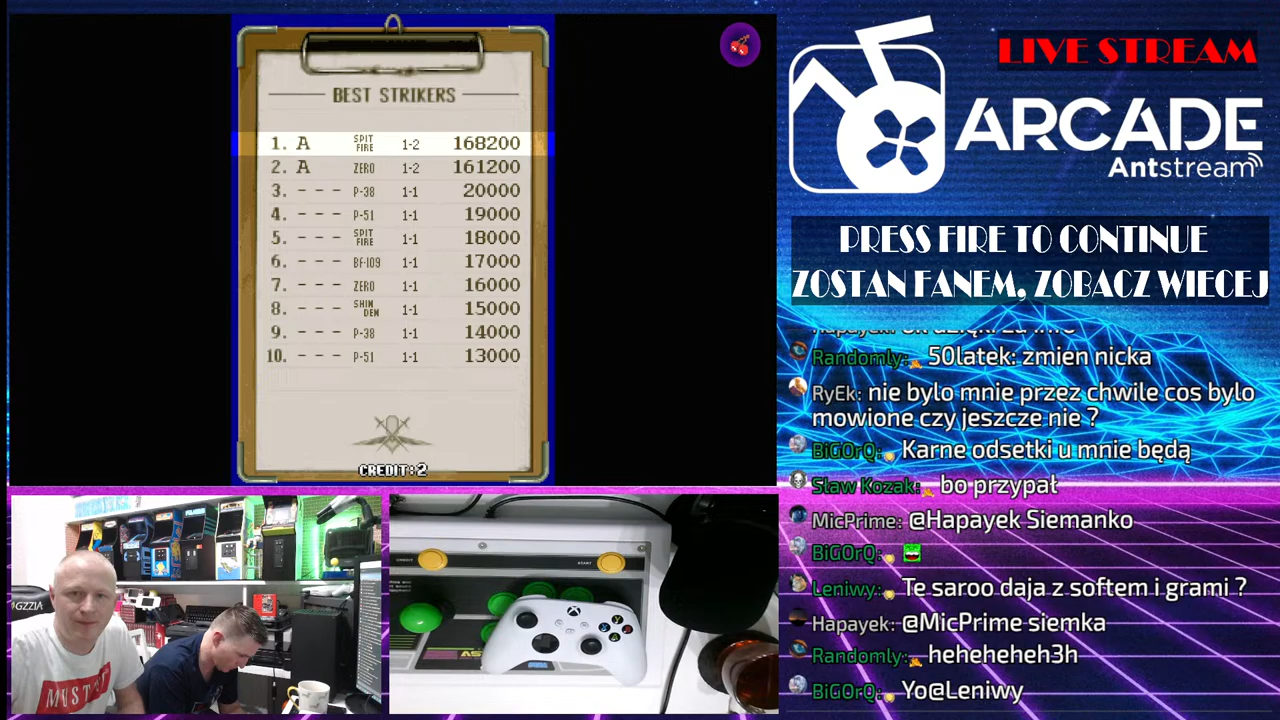 BEST STRIKERS
1. A SPIT FIRE 1-2 168200
2. A ZERO 1-2 161200
3. - - - P-38 1-1 20000
4. - - - P-51 1-1 19000
5. - - - SPIT FIRE 1-1 18000
6. - - - BF-109 1-1 17000
7. - - - ZERO 1-1 16000
8. - - - SHIN DEN 1-1 15000
9. - - - P-38 1-1 14000
10. - - - P-51 1-1 13000
CREDIT:2
LIVE STREAM
ARCADE
Antstream
PRESS FIRE TO CONTINUE
ZOSTAN FANEM, ZOBACZ WIECEJ
Randomly: 50latek: zmien nicka
RyEk: nie bylo mnie przez chwile cos bylo
mowione czy jeszcze nie ?
BiGOrQ: Karne odsetki u mnie będą
Sław Kozak: bo przypał
MicPrime: @Hapayek Siemanko
BiGOrQ:
Leniwy: Te saroo daja z softem i grami ?
Hapayek: @MicPrime siemka
Randomly: heheheheh3h
BiGOrQ: Yo@Leniwy
START
SEGA